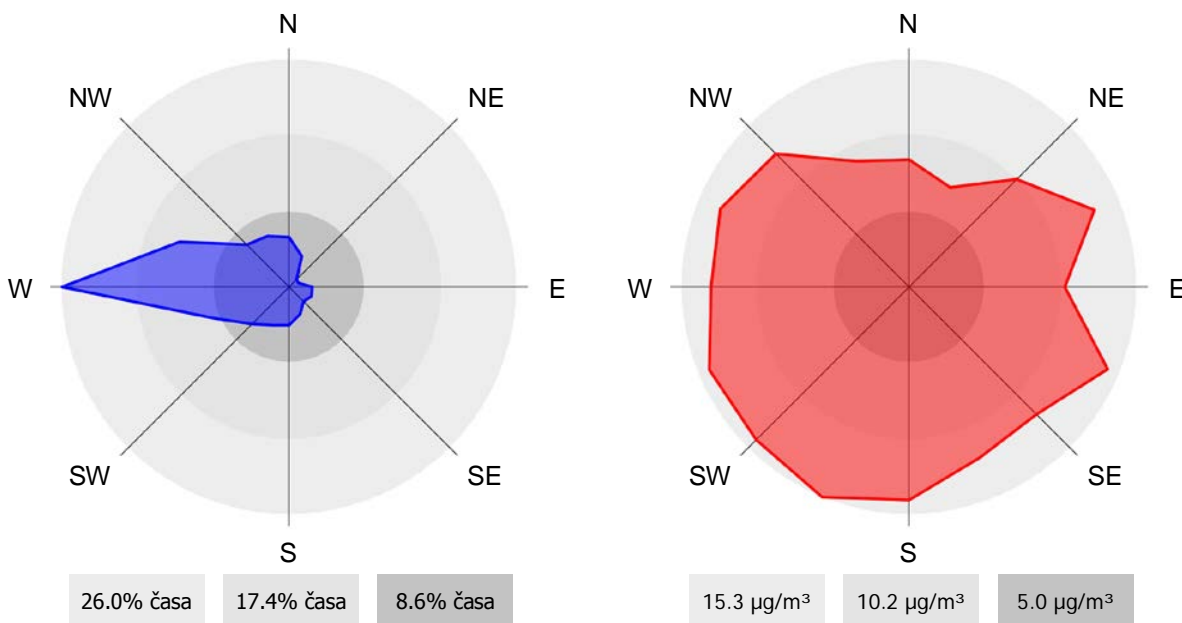 N
NW
NE
W
E
SW
SE
S
26.0% časa
17.4% časa
8.6% časa
N
NW
NE
W
E
SW
SE
S
15.3 µg/m³
10.2 µg/m³
5.0 µg/m³